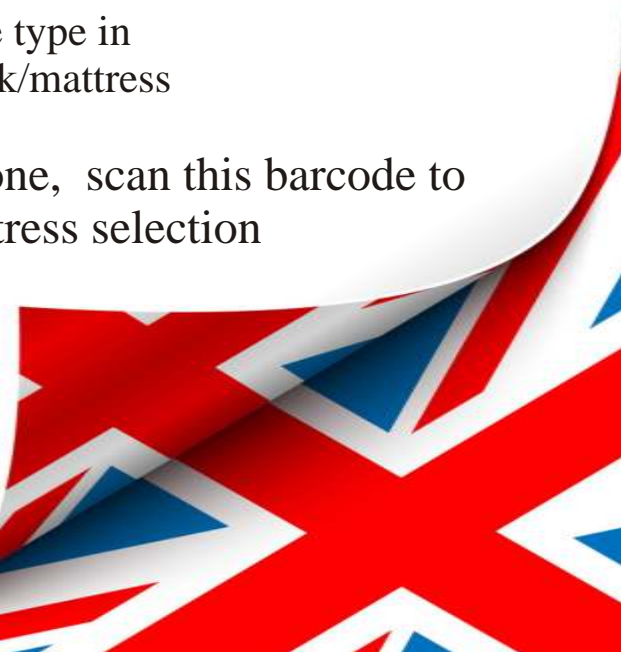 e type in
k/mattress
one, scan this barcode to
tress selection